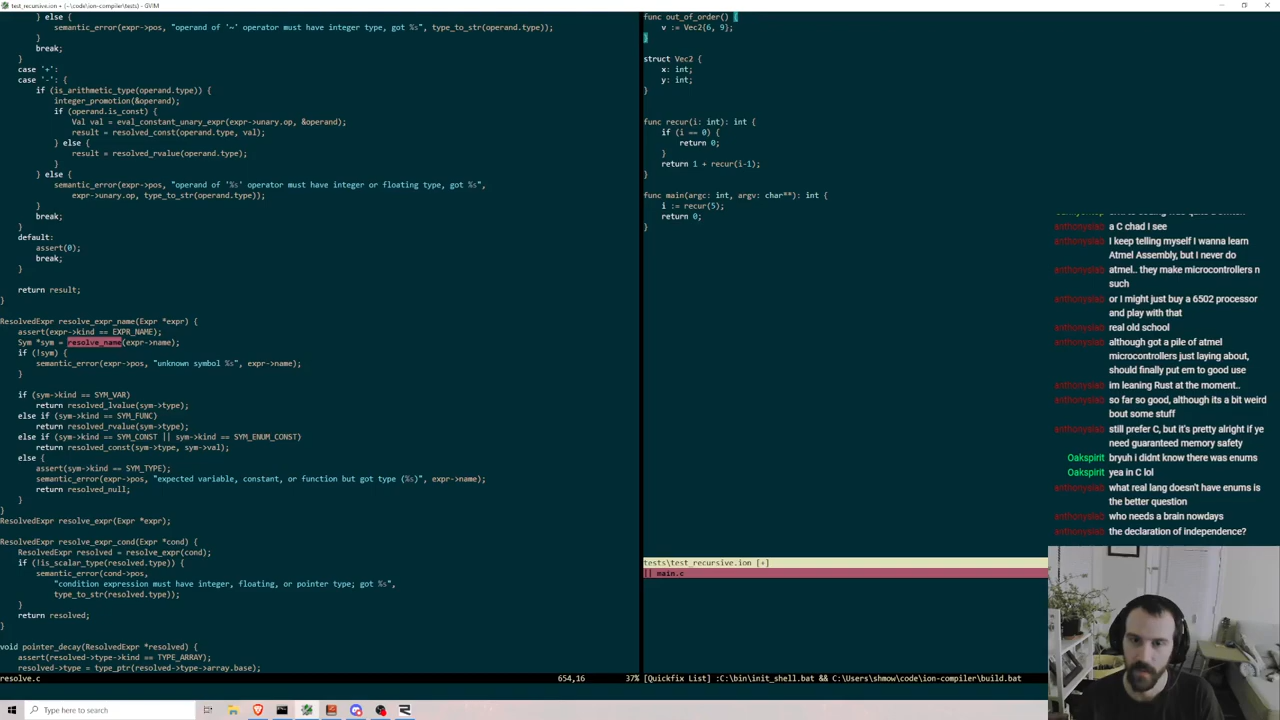 test_recursive.ion + (~\code\ion-compiler\tests) - GVIM
} else {
semantic_error(expr->pos, "operand of '~' operator must have integer type, got %s", type_to_str(operand.type));
}
break;
}
case '+':
case '-': {
if (is_arithmetic_type(operand.type)) {
integer_promotion(&operand);
if (operand.is_const) {
Val val = eval_constant_unary_expr(expr->unary.op, &operand);
result = resolved_const(operand.type, val);
} else {
result = resolved_rvalue(operand.type);
}
} else {
semantic_error(expr->pos, "operand of '%s' operator must have integer or floating type, got %s",
expr->unary.op, type_to_str(operand.type));
}
break;
}
default:
assert(0);
break;
}
return result;
}
ResolvedExpr resolve_expr_name(Expr *expr) {
assert(expr->kind == EXPR_NAME);
Sym *sym = resolve_name(expr->name);
if (!sym) {
semantic_error(expr->pos, "unknown symbol %s", expr->name);
}
if (sym->kind == SYM_VAR)
return resolved_lvalue(sym->type);
else if (sym->kind == SYM_FUNC)
return resolved_rvalue(sym->type);
else if (sym->kind == SYM_CONST || sym->kind == SYM_ENUM_CONST)
return resolved_const(sym->type, sym->val);
else {
assert(sym->kind == SYM_TYPE);
semantic_error(expr->pos, "expected variable, constant, or function but got type (%s)", expr->name);
return resolved_null;
}
}
ResolvedExpr resolve_expr(Expr *expr);
ResolvedExpr resolve_expr_cond(Expr *cond) {
ResolvedExpr resolved = resolve_expr(cond);
if (!is_scalar_type(resolved.type)) {
semantic_error(cond->pos,
"condition expression must have integer, floating, or pointer type; got %s",
type_to_str(resolved.type));
}
return resolved;
}
void pointer_decay(ResolvedExpr *resolved) {
assert(resolved->type->kind == TYPE_ARRAY);
resolved->type = type_ptr(resolved->type->array.base);
resolve.c 654,16 37%
func out_of_order() {
v := Vec2{6, 9};
}
struct Vec2 {
x: int;
y: int;
}
func recur(i: int): int {
if (i == 0) {
return 0;
}
return 1 + recur(i-1);
}
func main(argc: int, argv: char**): int {
i := recur(5);
return 0;
}
tests\test_recursive.ion [+]
|| main.c
[Quickfix List] :C:\bin\init_shell.bat && C:\Users\shmow\code\ion-compiler\build.bat
anthonyslab a C chad I see
anthonyslab I keep telling myself I wanna learn
Atmel Assembly, but I never do
anthonyslab atmel.. they make microcontrollers n
such
anthonyslab or I might just buy a 6502 processor
and play with that
anthonyslab real old school
anthonyslab although got a pile of atmel
microcontrollers just laying about,
should finally put em to good use
anthonyslab im leaning Rust at the moment..
anthonyslab so far so good, although its a bit weird
bout some stuff
anthonyslab still prefer C, but it's pretty alright if ye
need guaranteed memory safety
Oakspirit bryuh i didnt know there was enums
Oakspirit yea in C lol
anthonyslab what real lang doesn't have enums is
the better question
anthonyslab who needs a brain nowdays
anthonyslab the declaration of independence?
Type here to search